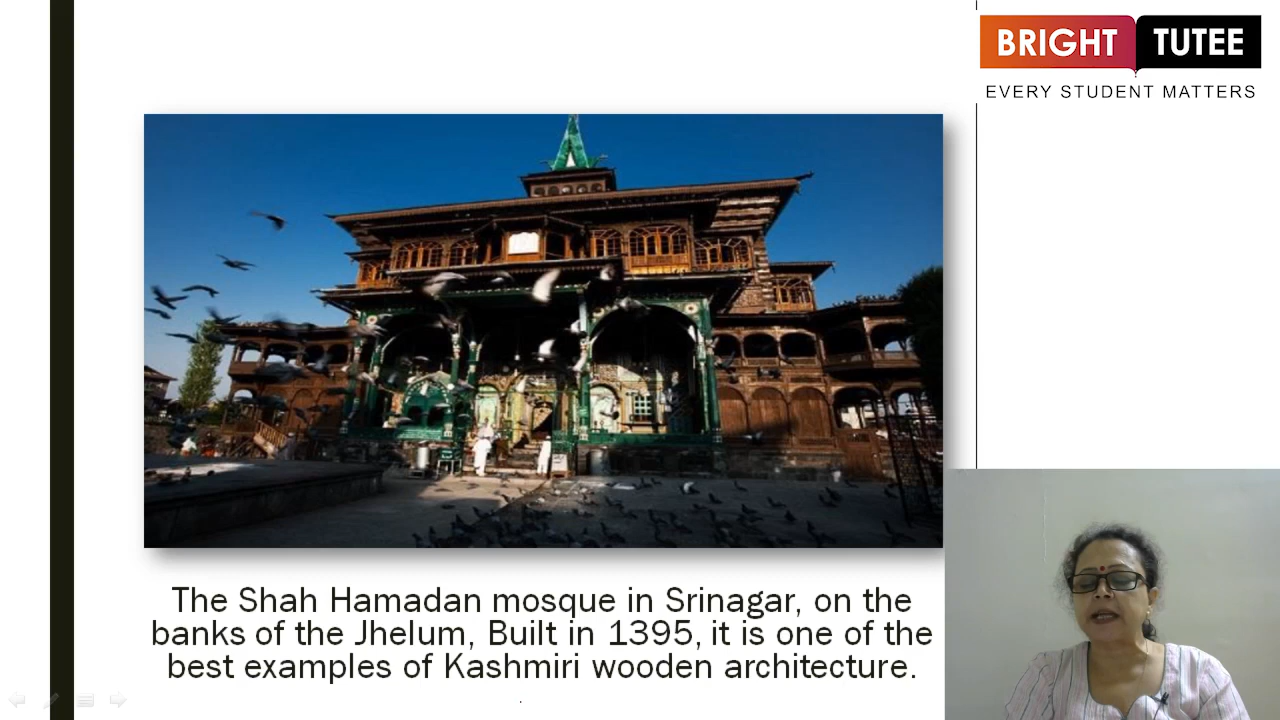 BRIGHT TUTEE
EVERY STUDENT MATTERS
The Shah Hamadan mosque in Srinagar, on the
banks of the Jhelum, Built in 1395, it is one of the
best examples of Kashmiri wooden architecture.